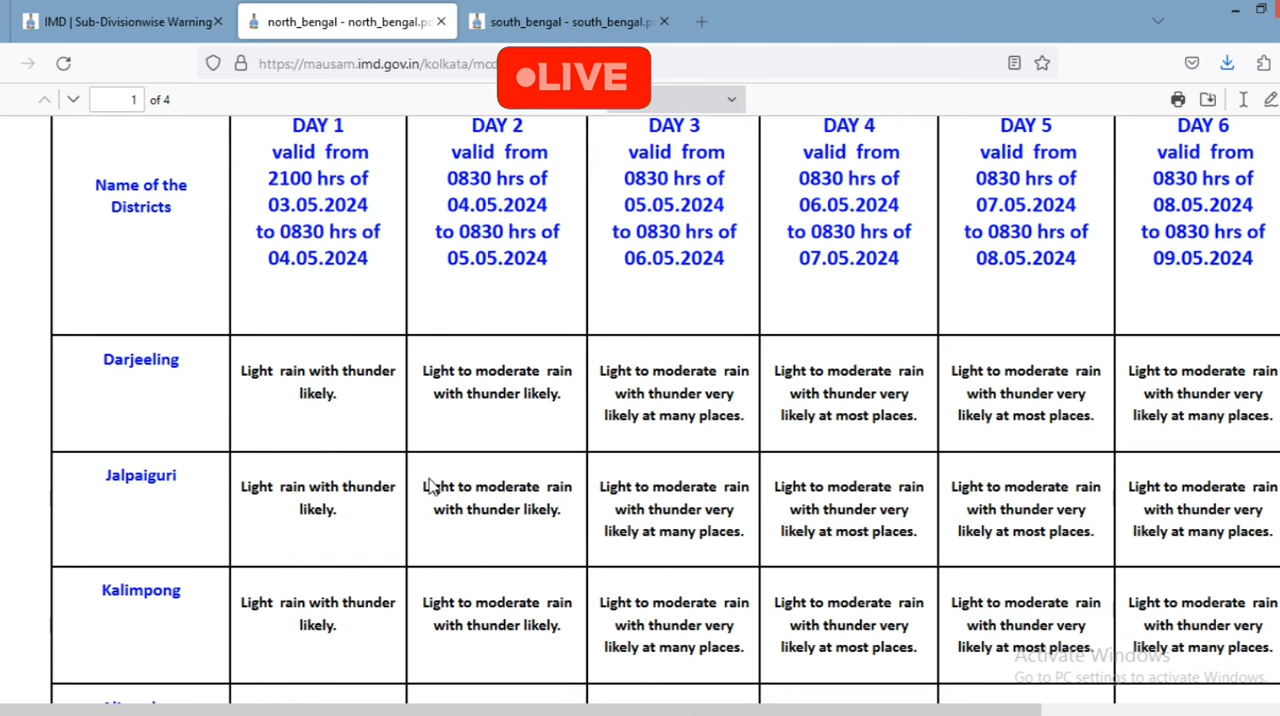 IMD | Sub-Divisionwise Warning
north_bengal - north_bengal.pd
south_bengal - south_bengal.p
https://mausam.imd.gov.in/kolkata/mcd
LIVE
1 of 4
Name of the
Districts
DAY 1
valid from
2100 hrs of
03.05.2024
to 0830 hrs of
04.05.2024
DAY 2
valid from
0830 hrs of
04.05.2024
to 0830 hrs of
05.05.2024
DAY 3
valid from
0830 hrs of
05.05.2024
to 0830 hrs of
06.05.2024
DAY 4
valid from
0830 hrs of
06.05.2024
to 0830 hrs of
07.05.2024
DAY 5
valid from
0830 hrs of
07.05.2024
to 0830 hrs of
08.05.2024
DAY 6
valid from
0830 hrs of
08.05.2024
to 0830 hrs of
09.05.2024
Darjeeling
Light rain with thunder
likely.
Light to moderate rain
with thunder likely.
Light to moderate rain
with thunder very
likely at many places.
Light to moderate rain
with thunder very
likely at most places.
Light to moderate rain
with thunder very
likely at most places.
Light to moderate rain
with thunder very
likely at many places.
Jalpaiguri
Light rain with thunder
likely.
Light to moderate rain
with thunder likely.
Light to moderate rain
with thunder very
likely at many places.
Light to moderate rain
with thunder very
likely at most places.
Light to moderate rain
with thunder very
likely at most places.
Light to moderate rain
with thunder very
likely at many places.
Kalimpong
Light rain with thunder
likely.
Light to moderate rain
with thunder likely.
Light to moderate rain
with thunder very
likely at many places.
Light to moderate rain
with thunder very
likely at most places.
Light to moderate rain
with thunder very
likely at most places.
Light to moderate rain
with thunder very
likely at many places.
Activate Windows
Go to PC settings to activate Windows.